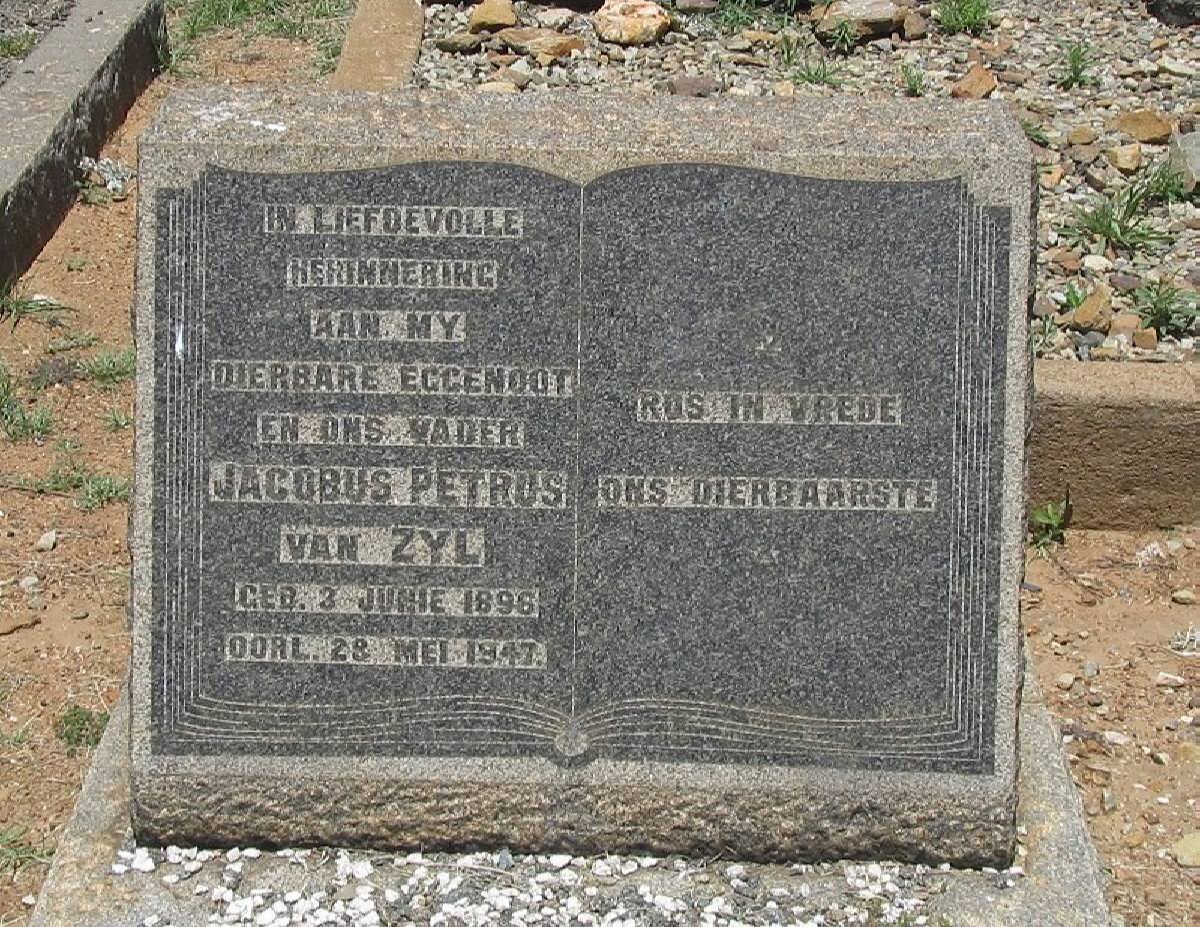 IN LIEFDEVOLLE
HERINNERING
AAN MY
DIERBARE EGGENOOT
EN ONS VADER
JACOBUS PETRUS
VAN ZYL
GEB. 3 JUNIE 1896
OORL. 28 MEI 1947.
RUS IN VREDE
ONS DIERBAARSTE